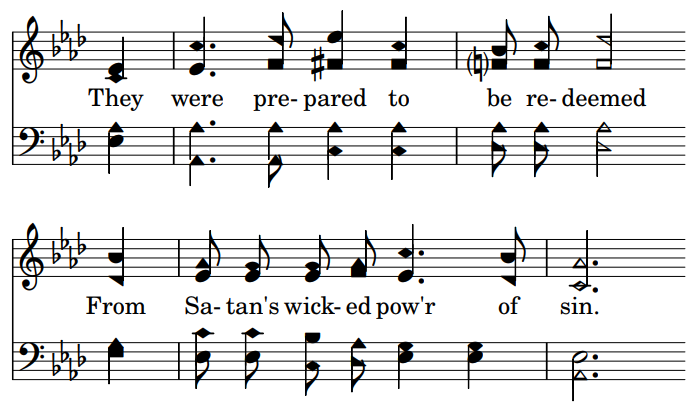 They were pre- pared to be re- deemed
From Sa- tan's wick- ed pow'r of sin.